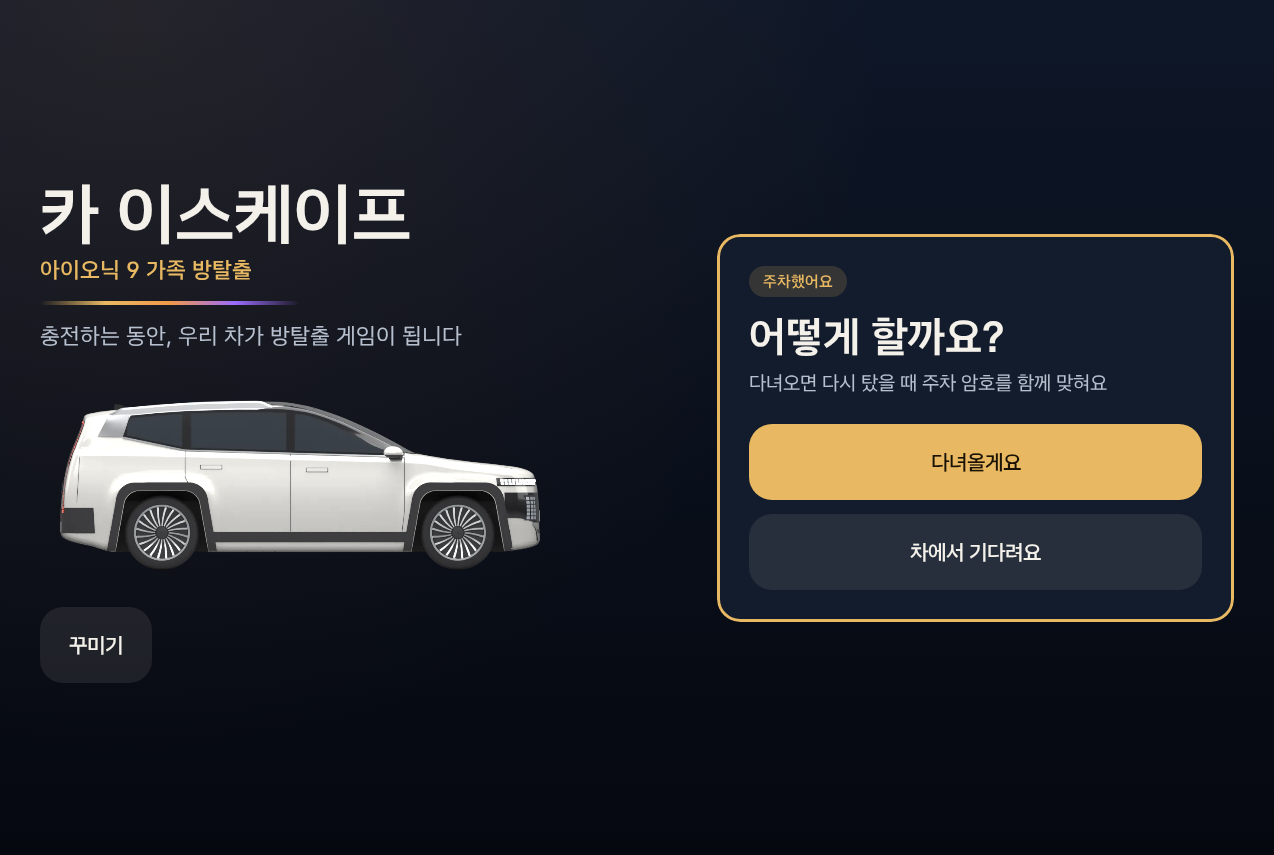 카 이스케이프
아이오닉 9 가족 방탈출
충전하는 동안, 우리 차가 방탈출 게임이 됩니다
꾸미기
주차했어요
어떻게 할까요?
다녀오면 다시 탔을 때 주차 암호를 함께 맞혀요
다녀올게요
차에서 기다려요